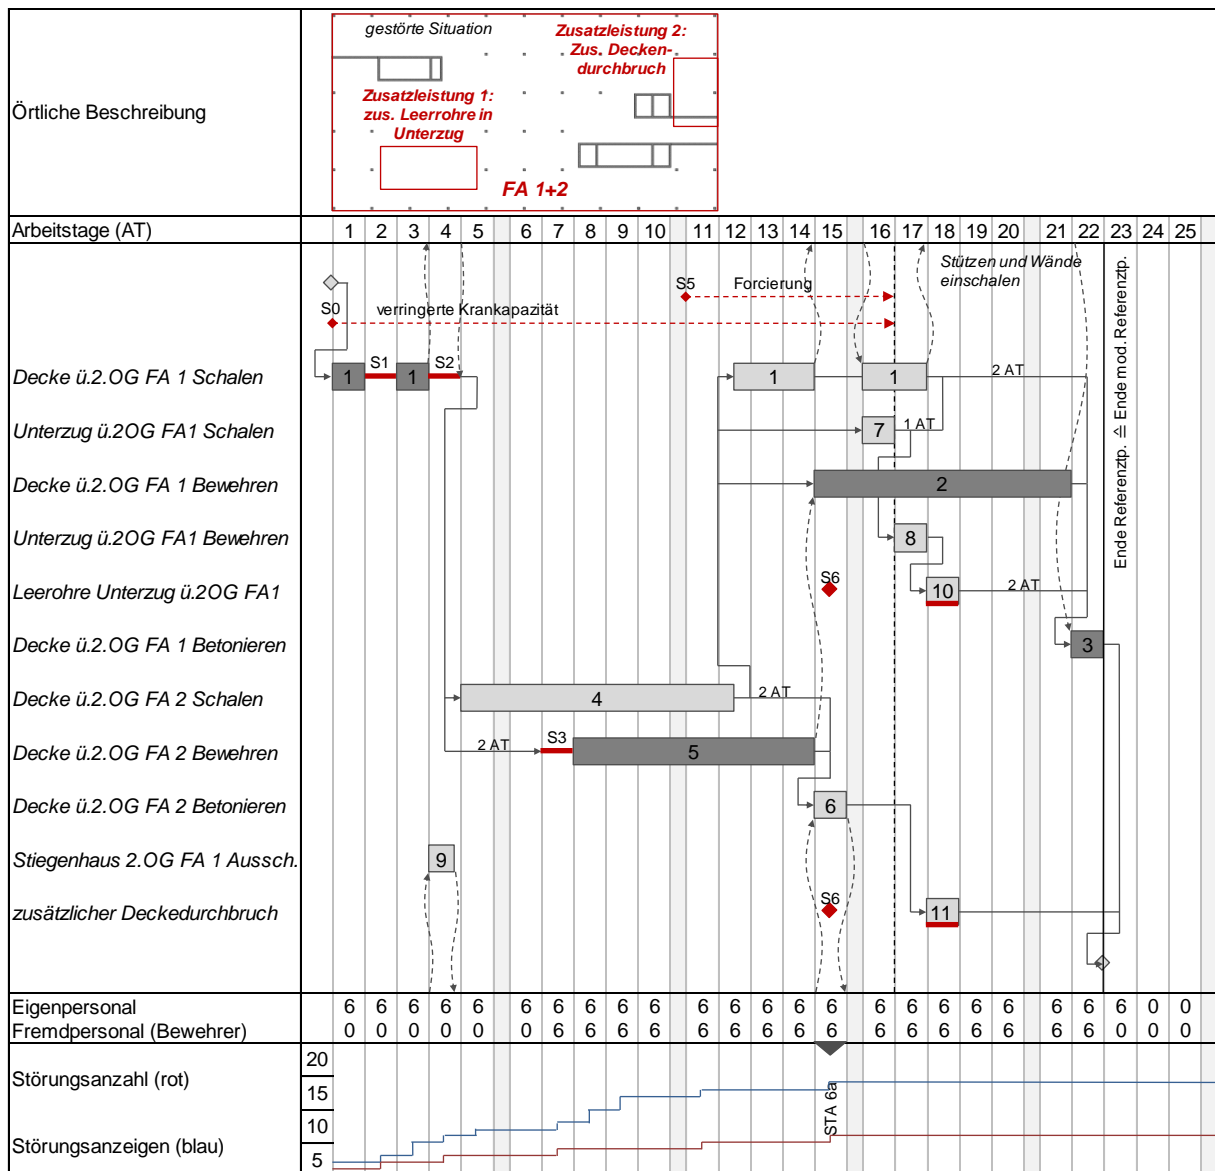 gestörte Situation
Zusatzleistung 2:
Zus. Decken-
durchbruch
Zusatzleistung 1:
zus. Leerrohre in
Unterzug
FA 1+2
Örtliche Beschreibung
Arbeitstage (AT) 1 2 3 4 5 6 7 8 9 10 11 12 13 14 15 16 17 18 19 20 21 22 23 24 25
Stützen und Wände
einschalen
S5 Forcierung
S0 verringerte Krankapazität
Decke ü.2.OG FA 1 Schalen 1 S1 1 S2 1 1 2 AT
Unterzug ü.2OG FA1 Schalen 7 1 AT
Decke ü.2.OG FA 1 Bewehren 2
Unterzug ü.2OG FA1 Bewehren 8
Leerohre Unterzug ü.2OG FA1 S6 10 2 AT
Decke ü.2.OG FA 1 Betonieren 3
Decke ü.2.OG FA 2 Schalen 4 2 AT
Decke ü.2.OG FA 2 Bewehren 2 AT S3 5
Decke ü.2.OG FA 2 Betonieren 6
Stiegenhaus 2.OG FA 1 Aussch. 9
zusätzlicher Deckedurchbruch S6 11
Ende Referenztp. ≙ Ende mod. Referenztp.
Eigenpersonal 6 6 6 6 6 6 6 6 6 6 6 6 6 6 6 6 6 6 6 6 6 6 6 0 0
Fremdpersonal (Bewehrer) 0 0 0 0 0 0 6 6 6 6 6 6 6 6 6 6 6 6 6 6 6 6 0 0 0
Störungsanzahl (rot)
Störungsanzeigen (blau)
20
15
10
5
STA 6a